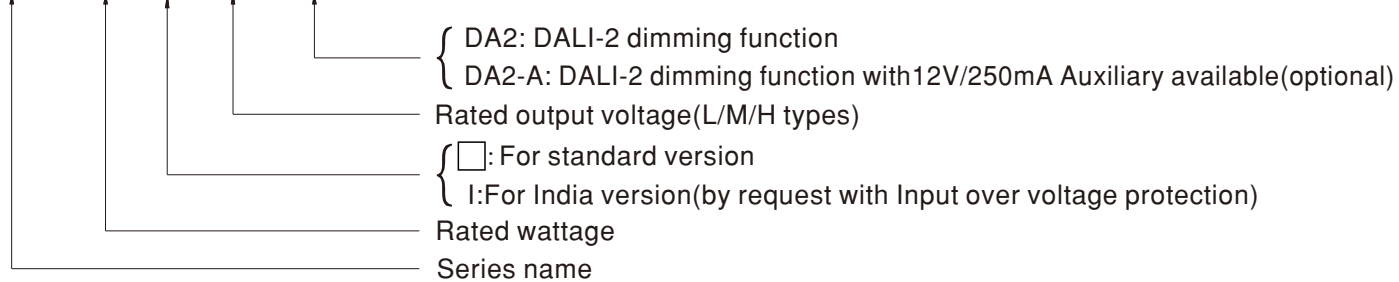 DA2: DALI-2 dimming function
DA2-A: DALI-2 dimming function with12V/250mA Auxiliary available(optional)
Rated output voltage(L/M/H types)
□: For standard version
I:For India version(by request with Input over voltage protection)
Rated wattage
Series name